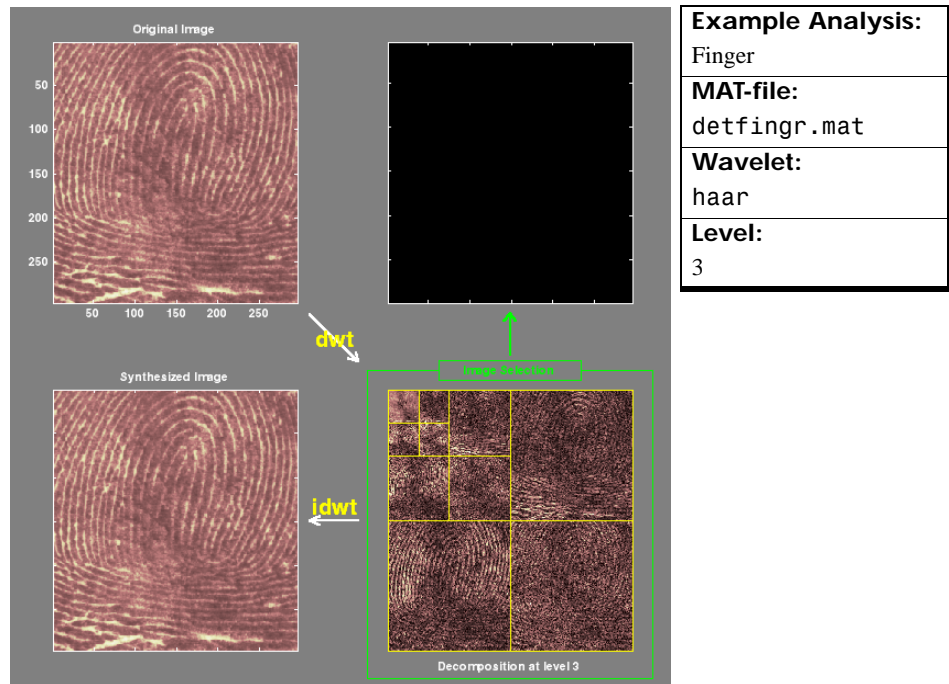 Original Image
50
100
150
200
250
50 100 150 200 250
dwt
Image Selection
Synthesized Image
idwt
Decomposition at level 3
Example Analysis:
Finger
MAT-file:
detfingr.mat
Wavelet:
haar
Level:
3